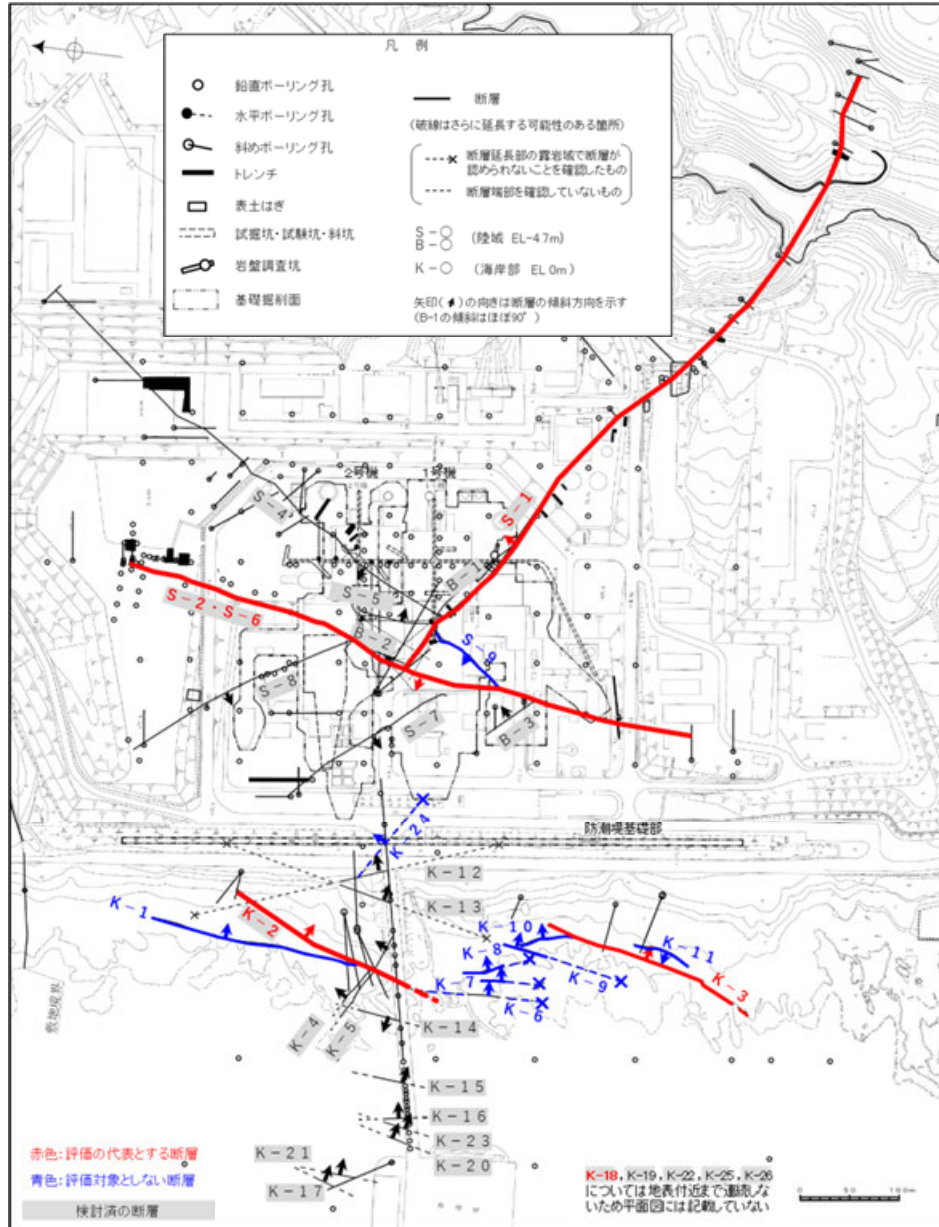 凡 例
鉛直ボーリング孔
水平ボーリング孔
斜めボーリング孔
トレンチ
表土はぎ
試掘坑・試験坑・斜坑
岩盤調査坑
基礎掘削面
断層
(破線はさらに延長する可能性のある箇所)
断層延長部の露岩域で断層が
認められないことを確認したもの
断層端部を確認していないもの
S-○
B-○
(陸域 EL-4.7m)
K-○ (海岸部 EL 0m)
矢印( )の向きは断層の傾斜方向を示す
(B-1の傾斜はほぼ90°)
2号機
1号機
S-4
S-1
B-1
S-5
S-2・S-6
B-2
S-9
S-8
S-7
B-3
K-24
防潮堤基礎部
K-12
K-1
K-2
K-13
K-10
K-8
K-11
K-7
K-9
K-3
K-6
敷地境界
K-4
K-5
K-14
K-15
K-16
K-23
K-20
K-21
K-17
赤色:評価の代表とする断層
青色:評価対象としない断層
検討済の断層
K-18, K-19, K-22, K-25, K-26
については地表付近まで連続しな
いため平面図には記載していない
0 50 100m